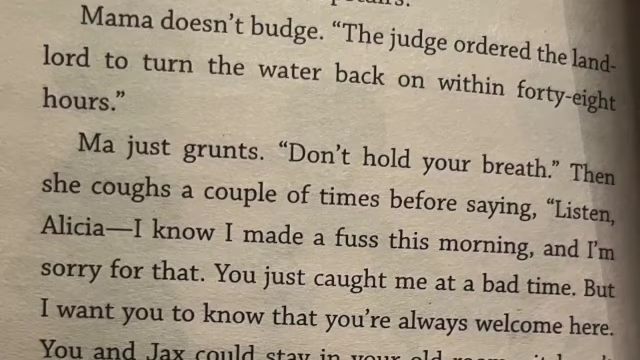 Mama doesn't budge. “The judge ordered the land-
lord to turn the water back on within forty-eight
hours.”
Ma just grunts. “Don't hold your breath.” Then
she coughs a couple of times before saying, “Listen,
Alicia—I know I made a fuss this morning, and I'm
sorry for that. You just caught me at a bad time. But
I want you to know that you're always welcome here.
You and Jax could stay in your old